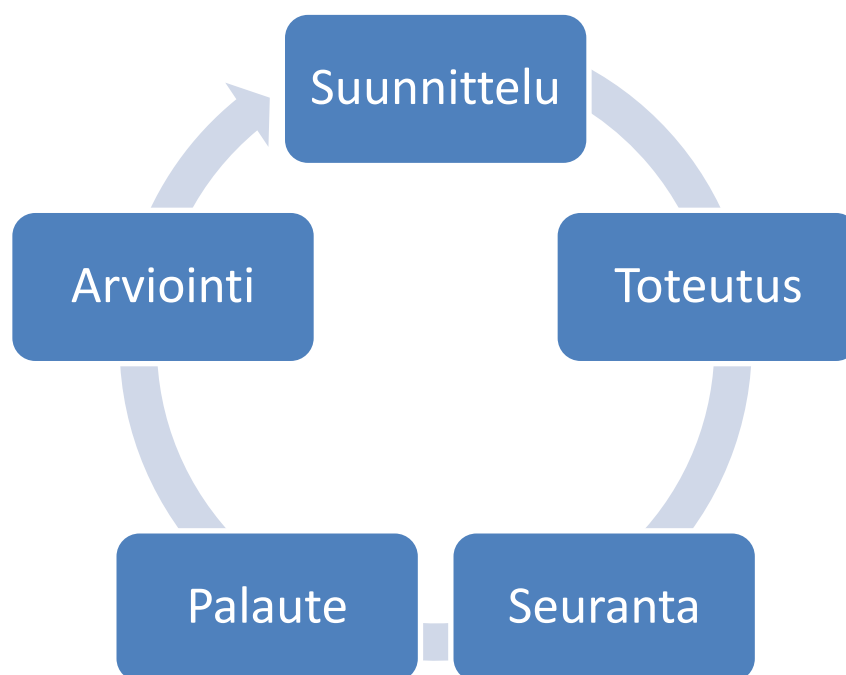 Suunnittelu
Toteutus
Seuranta
Palaute
Arviointi